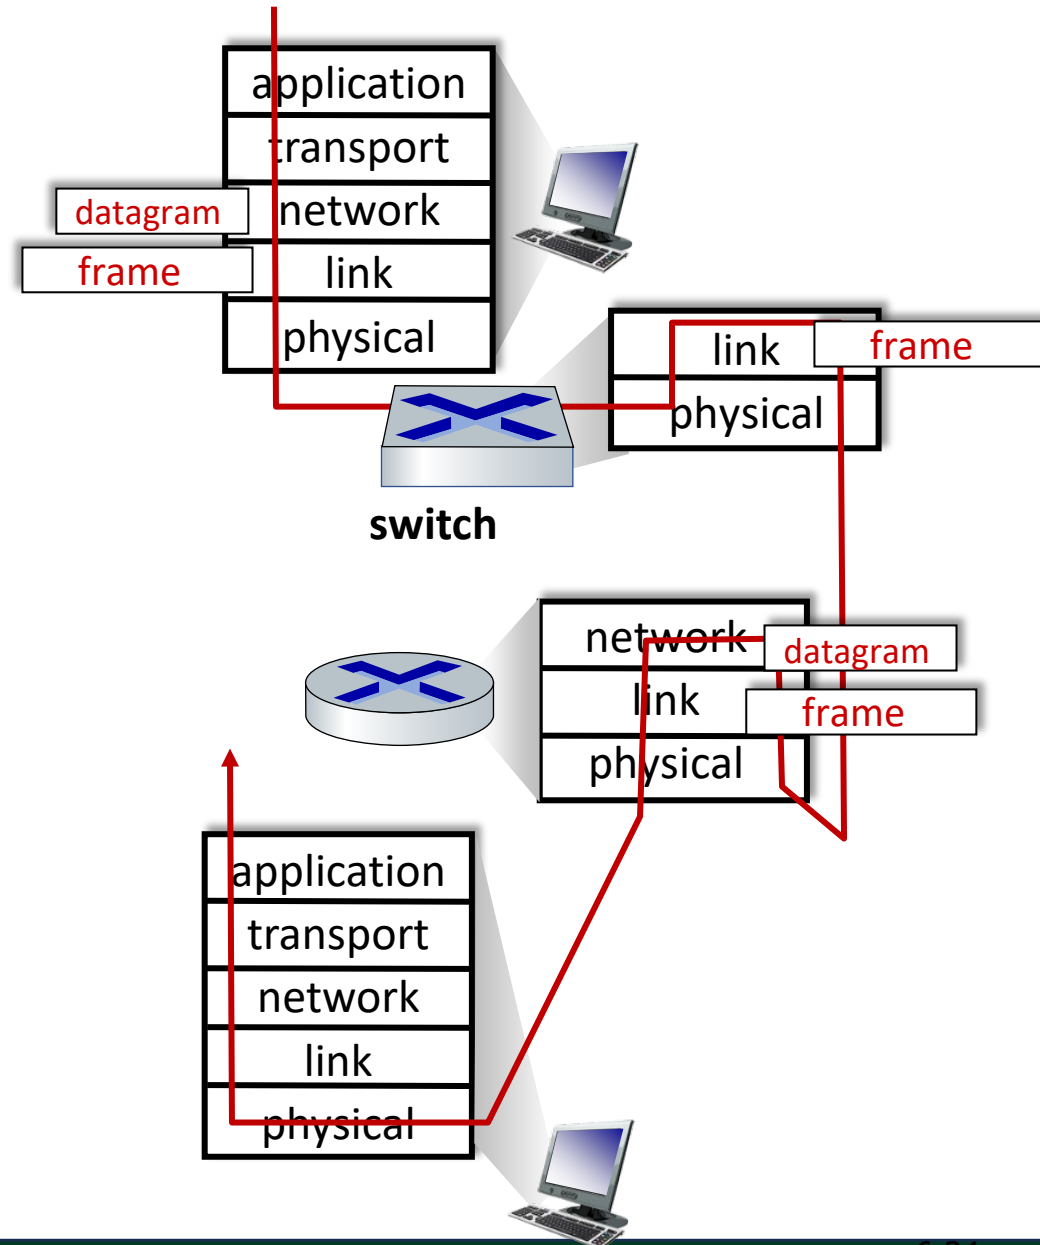 application
transport
datagram
network
frame
link
physical
link
frame
physical
switch
network
datagram
link
frame
physical
application
transport
network
link
physical